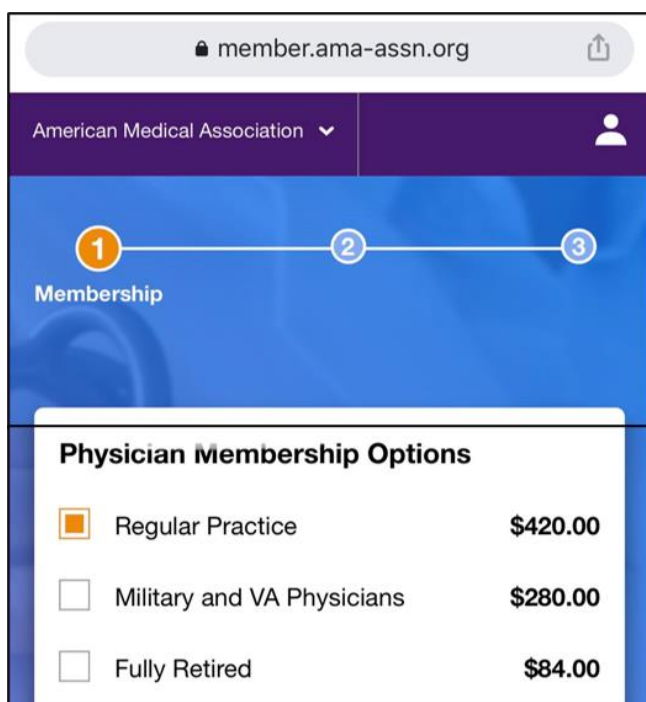 member.ama-assn.org
American Medical Association
1 2 3
Membership
Physician Membership Options
Regular Practice $420.00
Military and VA Physicians $280.00
Fully Retired $84.00